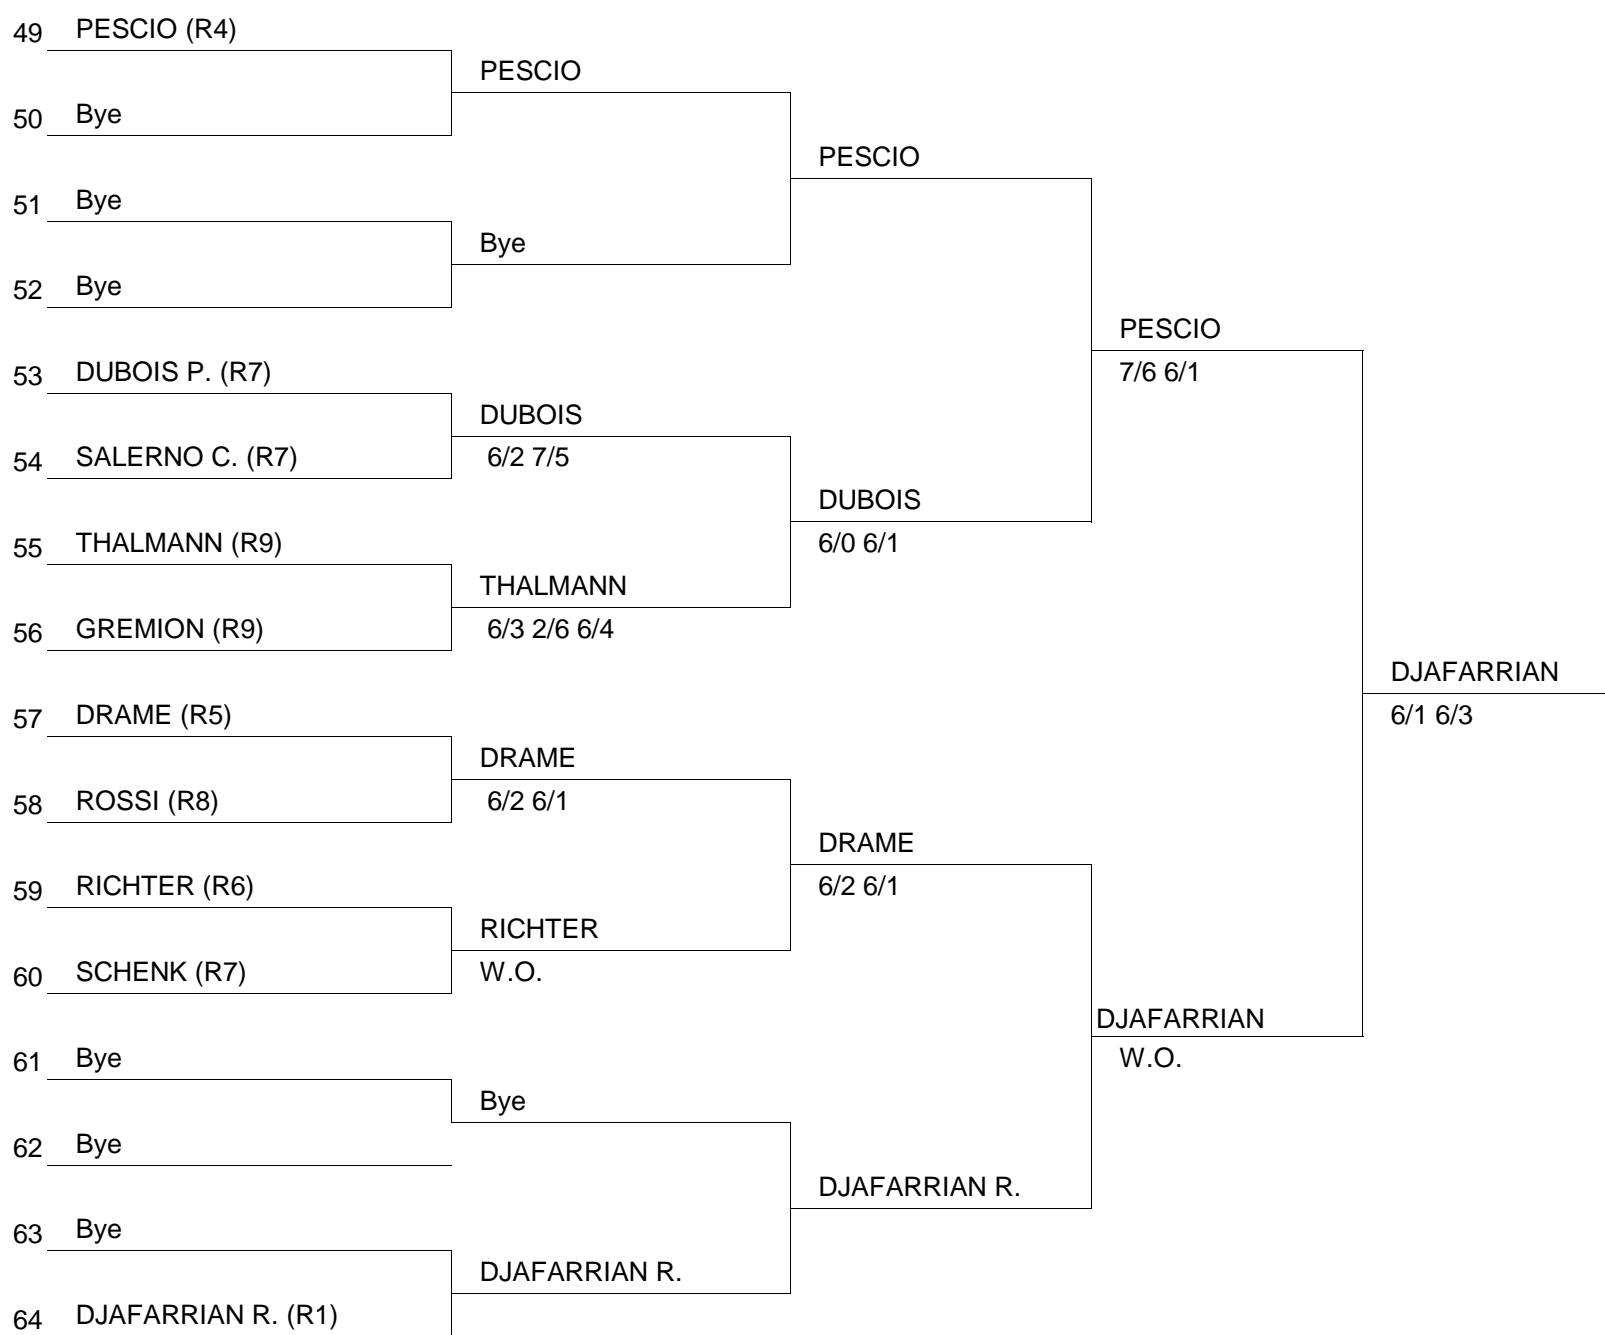 49 PESCIO (R4)
PESCIO
50 Bye
PESCIO
51 Bye
Bye
52 Bye
PESCIO
53 DUBOIS P. (R7)
7/6 6/1
DUBOIS
54 SALERNO C. (R7)
6/2 7/5
DUBOIS
55 THALMANN (R9)
6/0 6/1
THALMANN
56 GREMION (R9)
6/3 2/6 6/4
DJAFARRIAN
57 DRAME (R5)
6/1 6/3
DRAME
58 ROSSI (R8)
6/2 6/1
DRAME
59 RICHTER (R6)
6/2 6/1
RICHTER
60 SCHENK (R7)
W.O.
DJAFARRIAN
61 Bye
W.O.
Bye
62 Bye
DJAFARRIAN R.
63 Bye
DJAFARRIAN R.
64 DJAFARRIAN R. (R1)